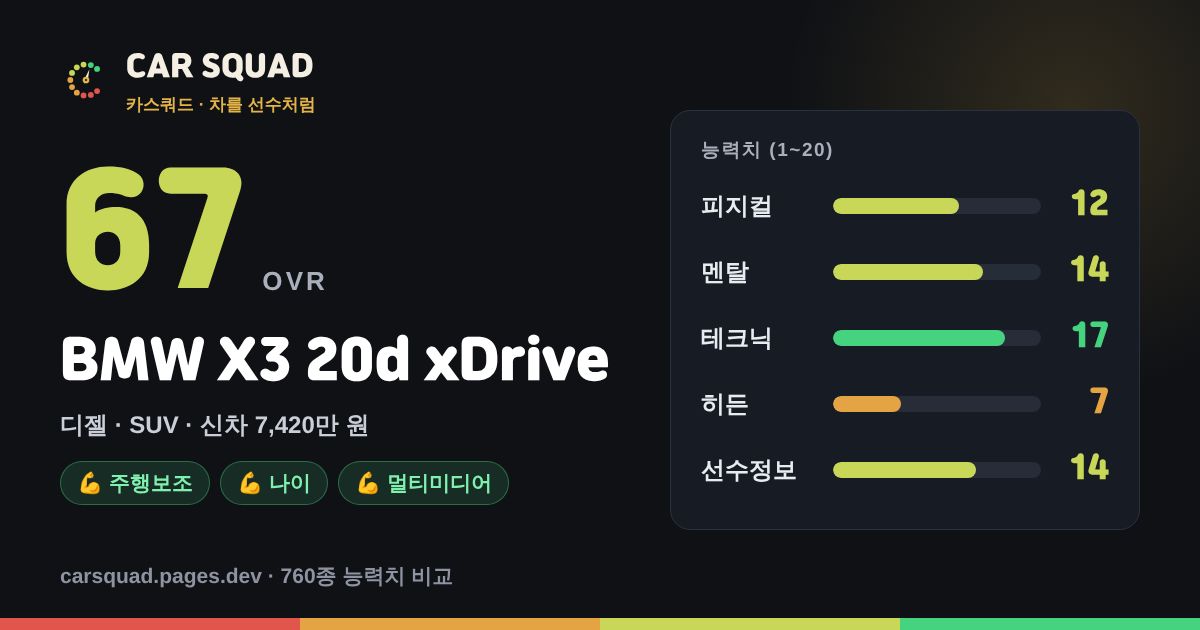 CAR SQUAD
카스쿼드 · 차를 선수처럼
67 OVR
BMW X3 20d xDrive
디젤 · SUV · 신차 7,420만 원
💪 주행보조 💪 나이 💪 멀티미디어
carsquad.pages.dev · 760종 능력치 비교
능력치 (1~20)
피지컬 12
멘탈 14
테크닉 17
히든 7
선수정보 14